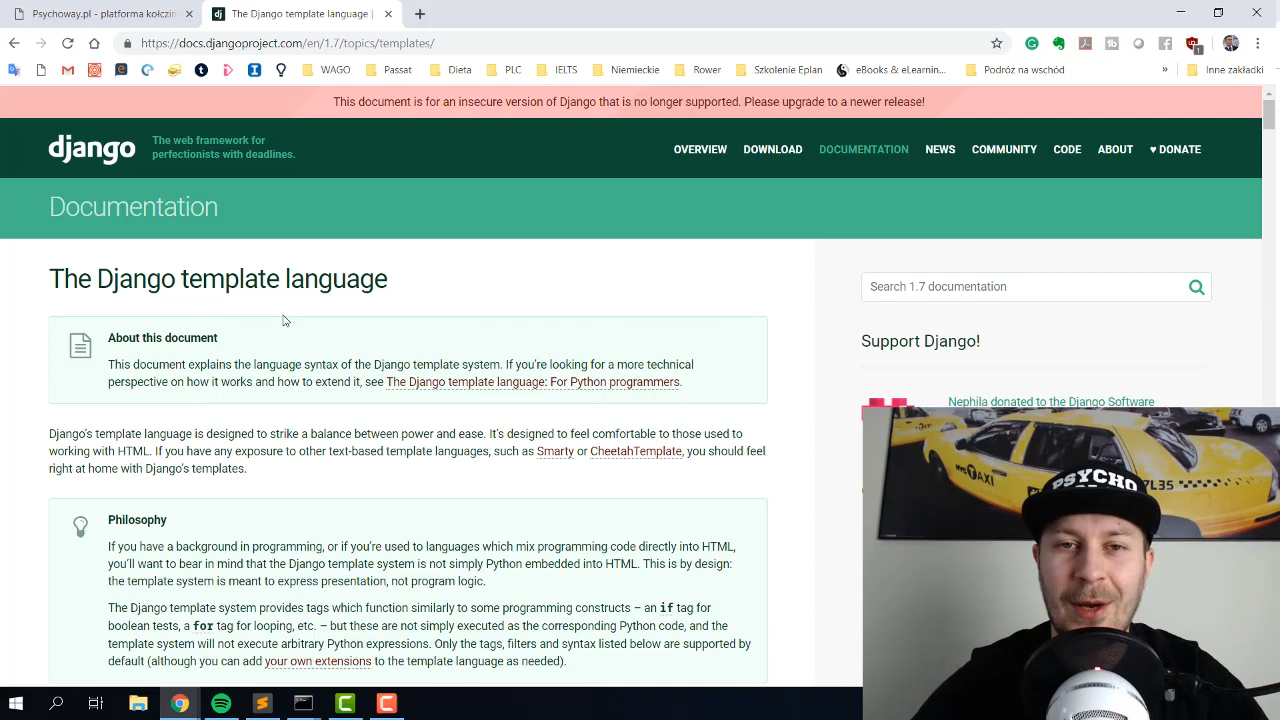 Psychoway.pl - platforma kołczin
The Django template language |
https://docs.djangoproject.com/en/1.7/topics/templates/
WAGO
Passat
Dieta
PLC
IELTS
Niemieckie
Rower
Szkolenie Eplan
eBooks & eLearnin...
Podróż na wschód
»
Inne zakładki
This document is for an insecure version of Django that is no longer supported. Please upgrade to a newer release!
django
The web framework for
perfectionists with deadlines.
OVERVIEW
DOWNLOAD
DOCUMENTATION
NEWS
COMMUNITY
CODE
ABOUT
♥ DONATE
Documentation
The Django template language
Search 1.7 documentation
About this document
This document explains the language syntax of the Django template system. If you're looking for a more technical
perspective on how it works and how to extend it, see The Django template language: For Python programmers.
Support Django!
Nephila donated to the Django Software
Django's template language is designed to strike a balance between power and ease. It's designed to feel comfortable to those used to
working with HTML. If you have any exposure to other text-based template languages, such as Smarty or CheetahTemplate, you should feel
right at home with Django's templates.
Philosophy
If you have a background in programming, or if you're used to languages which mix programming code directly into HTML,
you'll want to bear in mind that the Django template system is not simply Python embedded into HTML. This is by design:
the template system is meant to express presentation, not program logic.
The Django template system provides tags which function similarly to some programming constructs – an if tag for
boolean tests, a for tag for looping, etc. – but these are not simply executed as the corresponding Python code, and the
template system will not execute arbitrary Python expressions. Only the tags, filters and syntax listed below are supported by
default (although you can add your own extensions to the template language as needed).
NYC TAXI
7L35
PSYCHO